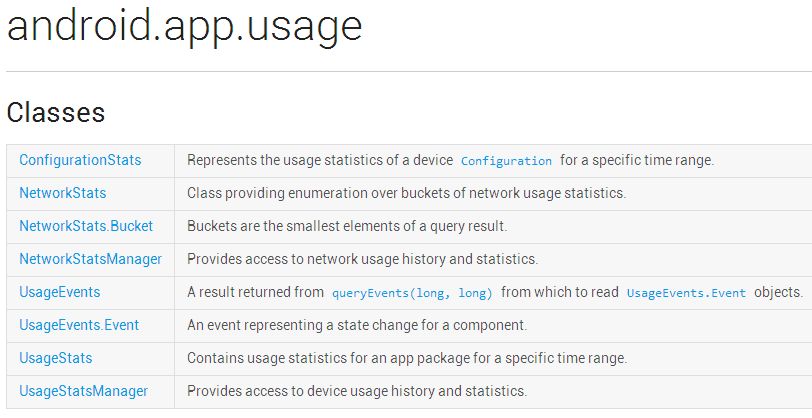 android.app.usage
Classes
ConfigurationStats Represents the usage statistics of a device Configuration for a specific time range.
NetworkStats Class providing enumeration over buckets of network usage statistics.
NetworkStats.Bucket Buckets are the smallest elements of a query result.
NetworkStatsManager Provides access to network usage history and statistics.
UsageEvents A result returned from queryEvents(long, long) from which to read UsageEvents.Event objects.
UsageEvents.Event An event representing a state change for a component.
UsageStats Contains usage statistics for an app package for a specific time range.
UsageStatsManager Provides access to device usage history and statistics.